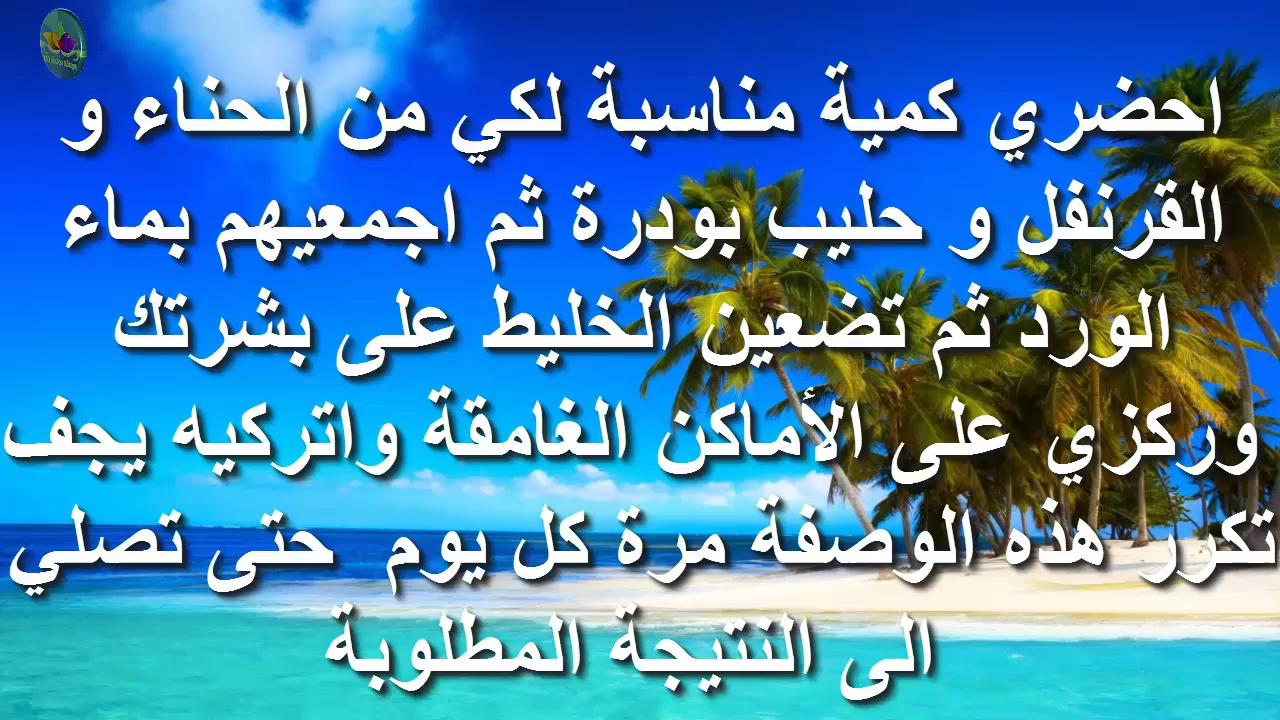 احضري كمية مناسبة لكي من الحناء و
القرنفل و حليب بودرة ثم اجمعيهم بماء
الورد ثم تضعين الخليط على بشرتك
وركزي على الأماكن الغامقة واتركيه يجف
تكرر هذه الوصفة مرة كل يوم حتى تصلي
الى النتيجة المطلوبة